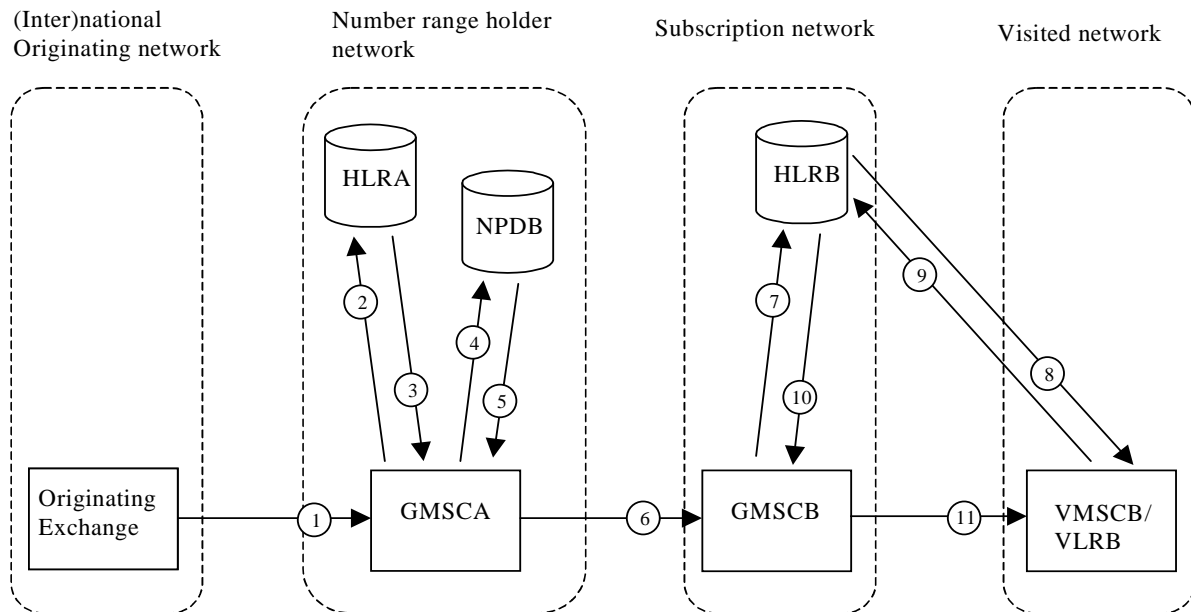 (Inter)national
Originating network
Number range holder
network
Subscription network
Visited network
HLRA
NPDB
HLRB
2
3
4
5
7
10
9
8
Originating
Exchange
1
GMSCA
6
GMSCB
11
VMSCB/
VLRB